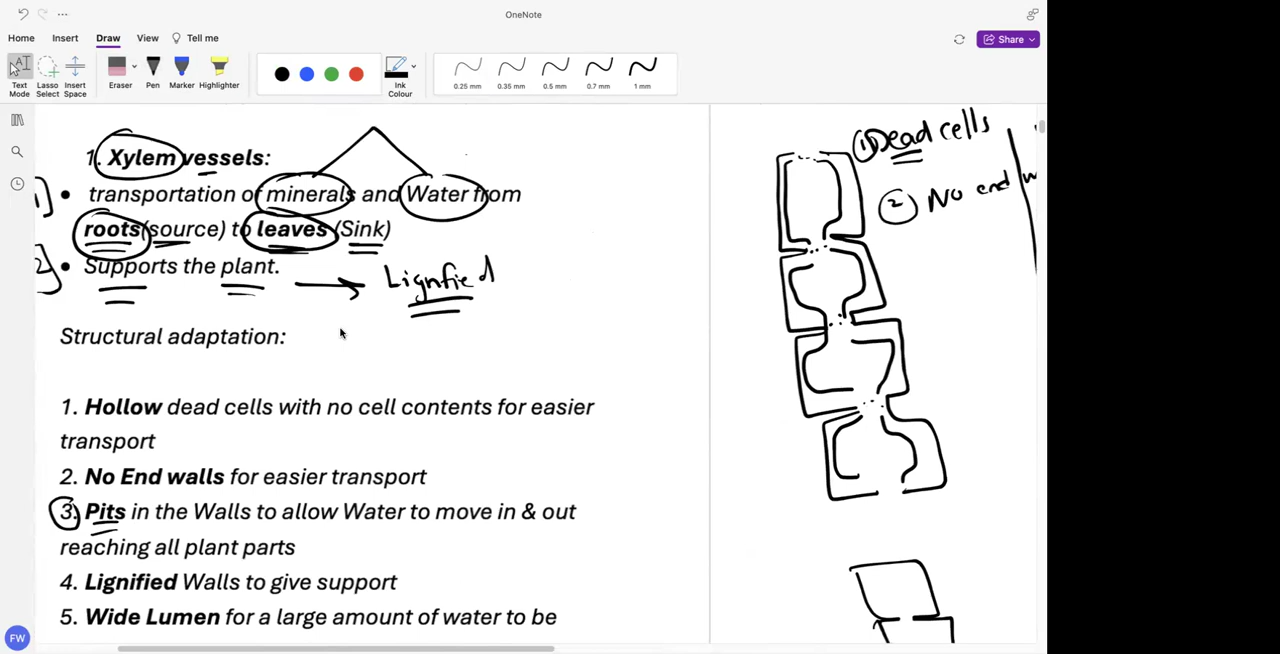 OneNote
Home Insert Draw View Tell me
Share
Text Mode
Lasso Select
Insert Space
Eraser
Pen
Marker
Highlighter
Ink Colour
0.25 mm
0.35 mm
0.5 mm
0.7 mm
1 mm
1. Xylem vessels:
• transportation of minerals and Water from
roots(source) to leaves (Sink)
• Supports the plant.
Lignfied
Structural adaptation:
1. Hollow dead cells with no cell contents for easier
transport
2. No End walls for easier transport
3. Pits in the Walls to allow Water to move in & out
reaching all plant parts
4. Lignified Walls to give support
5. Wide Lumen for a large amount of water to be
① Dead cells
② No end w
FW